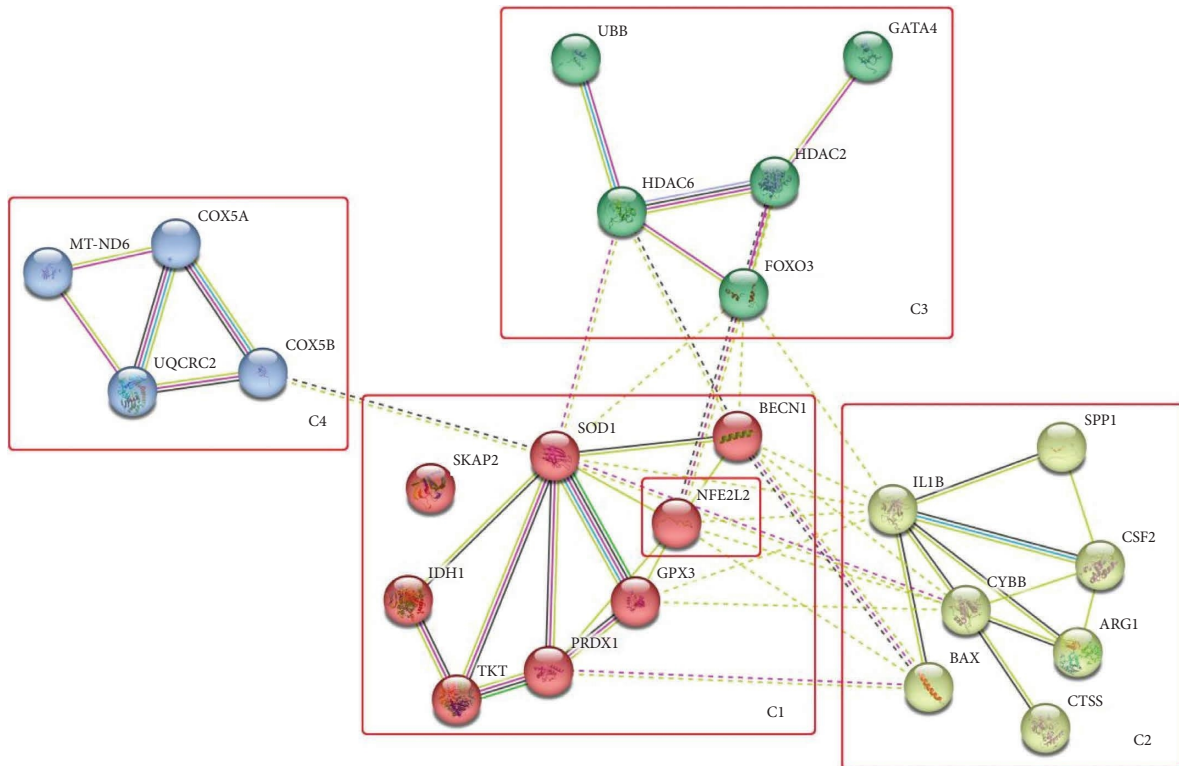 UBB
GATA4
HDAC2
HDAC6
FOXO3
C3
COX5A
MT-ND6
COX5B
UQCRC2
C4
BECN1
SOD1
SKAP2
NFE2L2
IDH1
GPX3
PRDX1
TKT
C1
SPP1
IL1B
CSF2
CYBB
ARG1
BAX
CTSS
C2